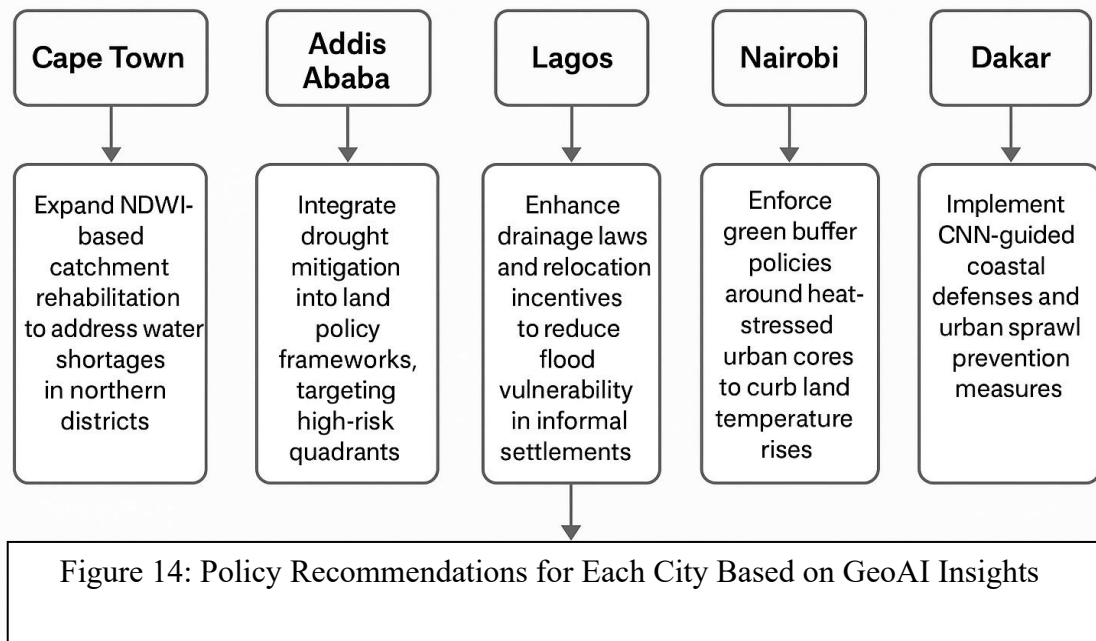 Cape Town
Addis
Ababa
Lagos
Nairobi
Dakar
Expand NDWI-
based
catchment
rehabilitation
to address water
shortages
in northern
districts
Integrate
drought
mitigation
into land
policy
frameworks,
targeting
high-risk
quadrants
Enhance
drainage laws
and relocation
incentives
to reduce
flood
vulnerability
in informal
settlements
Enforce
green buffer
policies
around heat-
stressed
urban cores
to curb land
temperature
rises
Implement
CNN-guided
coastal
defenses and
urban sprawl
prevention
measures
Figure 14: Policy Recommendations for Each City Based on GeoAI Insights